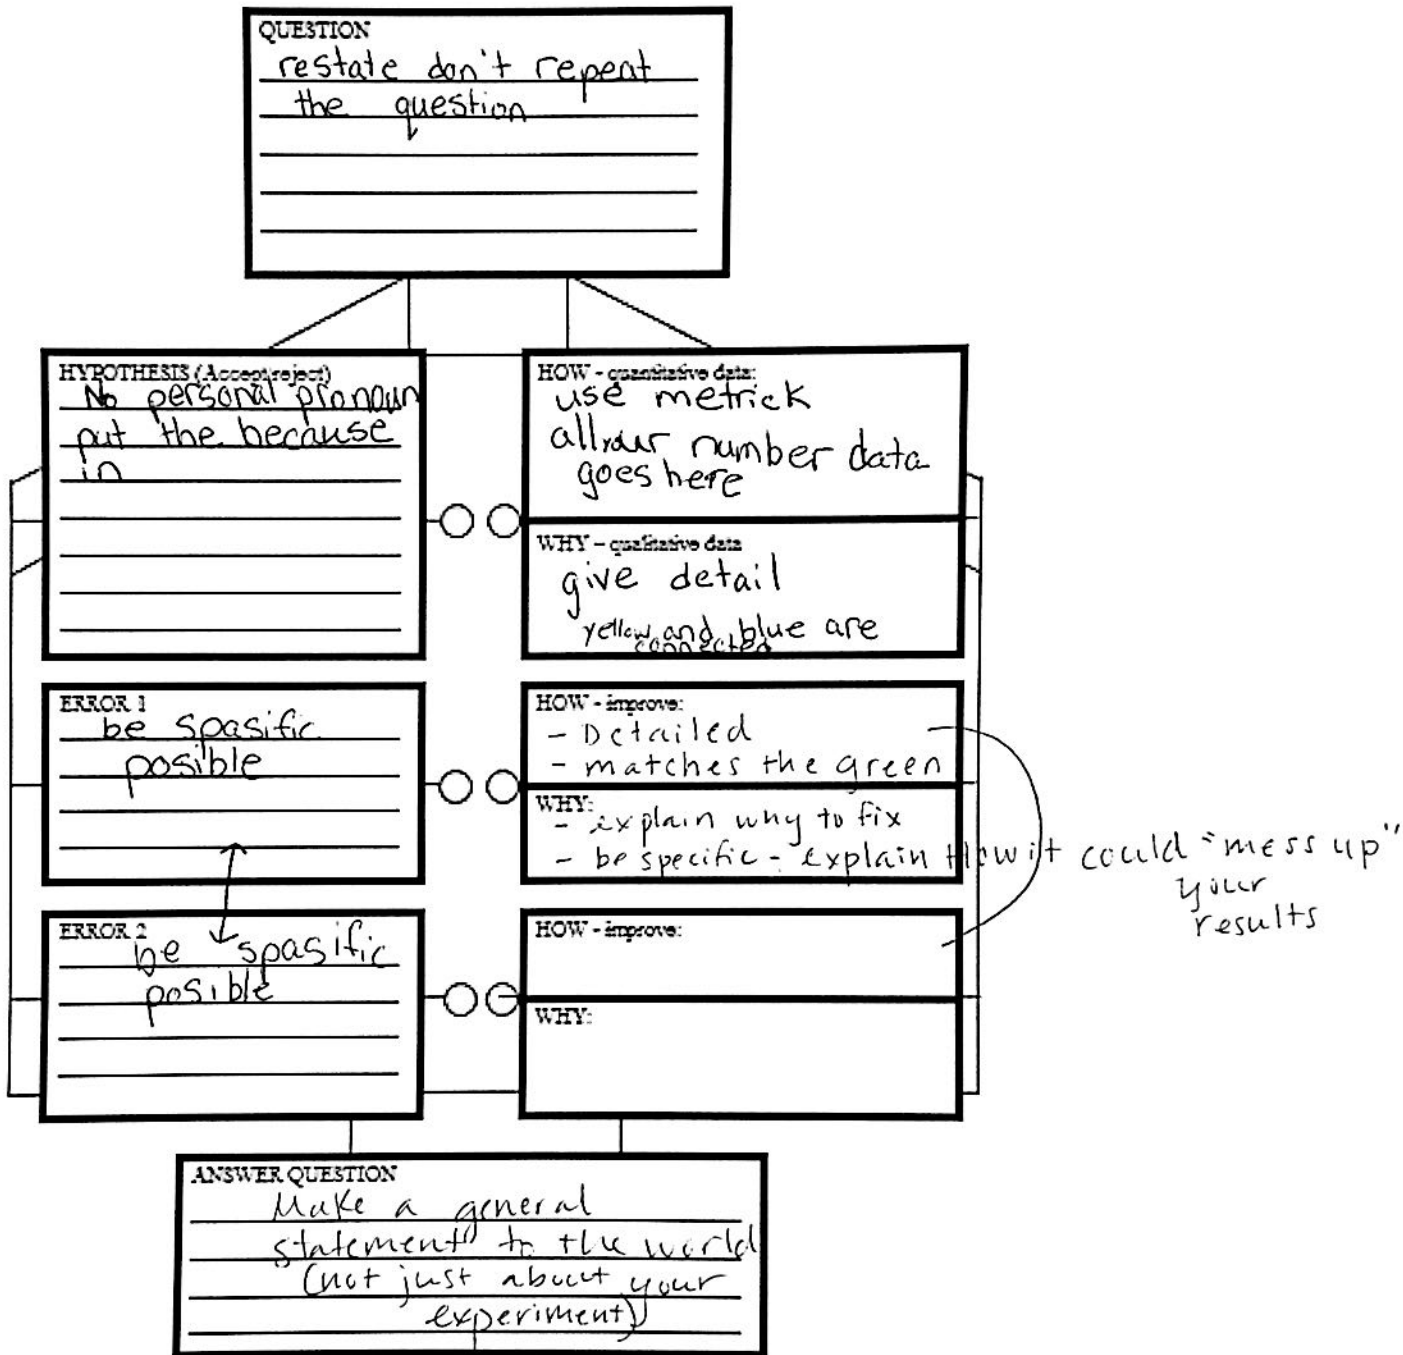 QUESTION
restate don't repeat
the question
HYPOTHESIS (Accept/reject)
No personal pronoun
put the because
in
HOW - quantitative data:
use metrick
all your number data
goes here
WHY - qualitative data
give detail
yellow and blue are
connected
ERROR 1
be spasific
posible
HOW - improve:
- Detailed
- matches the green
WHY:
- explain why to fix
- be specific - explain How it could "mess up"
your
results
ERROR 2
be spasific
posible
HOW - improve:
WHY:
ANSWER QUESTION
Make a general
statement to the world
(not just about your
experiment)